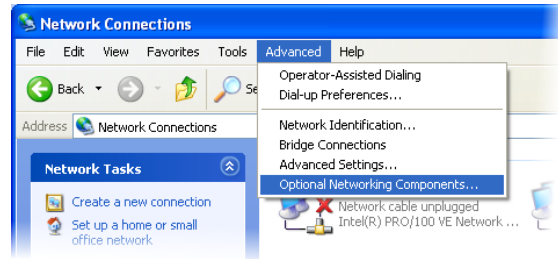 Network Connections
File Edit View Favorites Tools Advanced Help
Back
Address Network Connections
Operator-Assisted Dialing
Dial-up Preferences...
Network Identification...
Bridge Connections
Advanced Settings...
Optional Networking Components...
Network Tasks
Create a new connection
Set up a home or small
office network
Network cable unplugged
Intel(R) PRO/100 VE Network ...